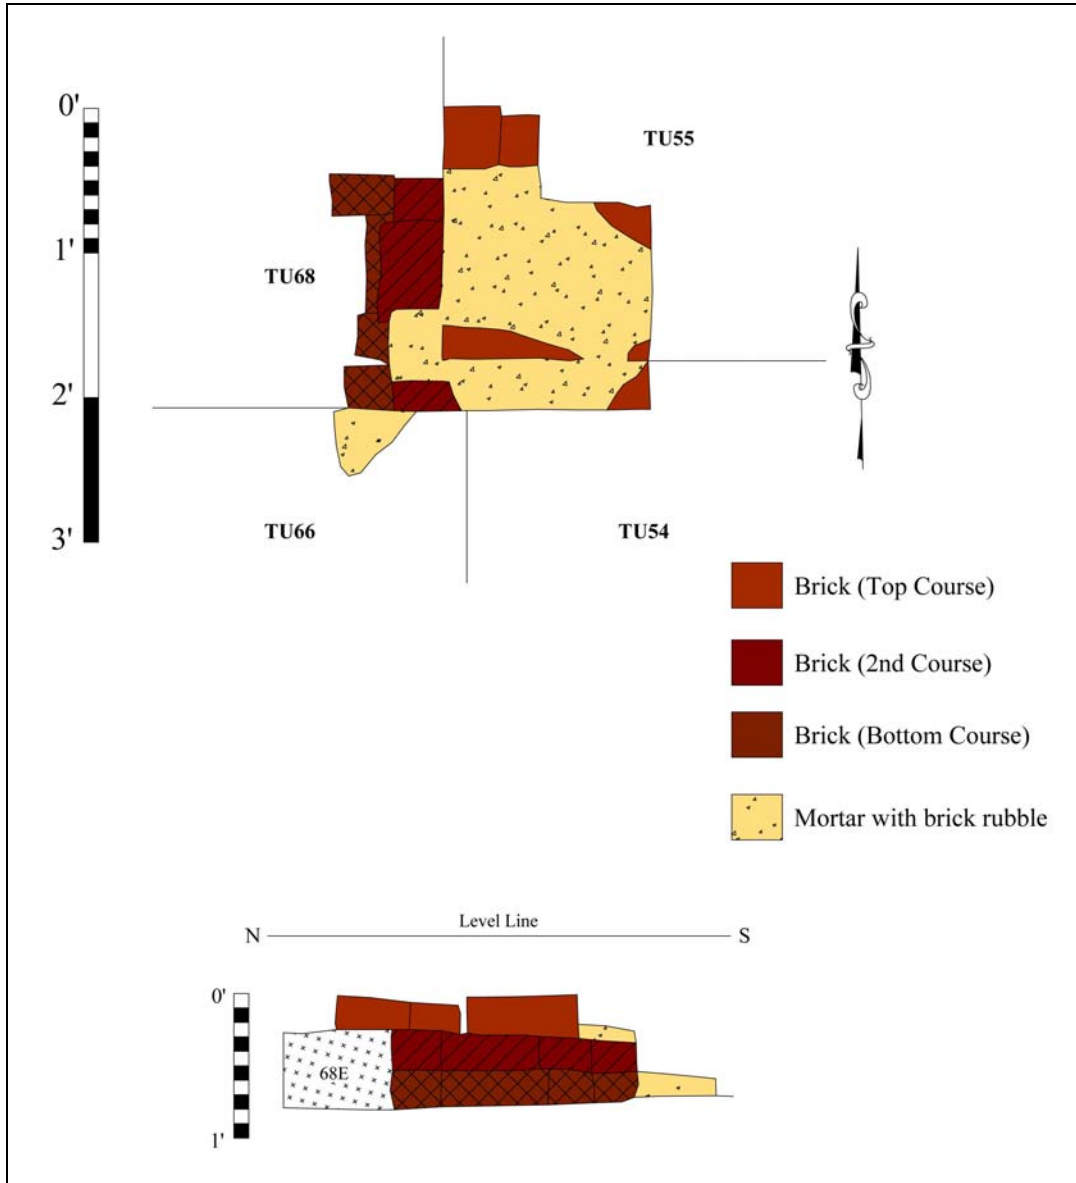 0'
TU55
1'
TU68
2'
3'
TU66
TU54
Brick (Top Course)
Brick (2nd Course)
Brick (Bottom Course)
Mortar with brick rubble
Level Line
N
S
0'
68E
1'